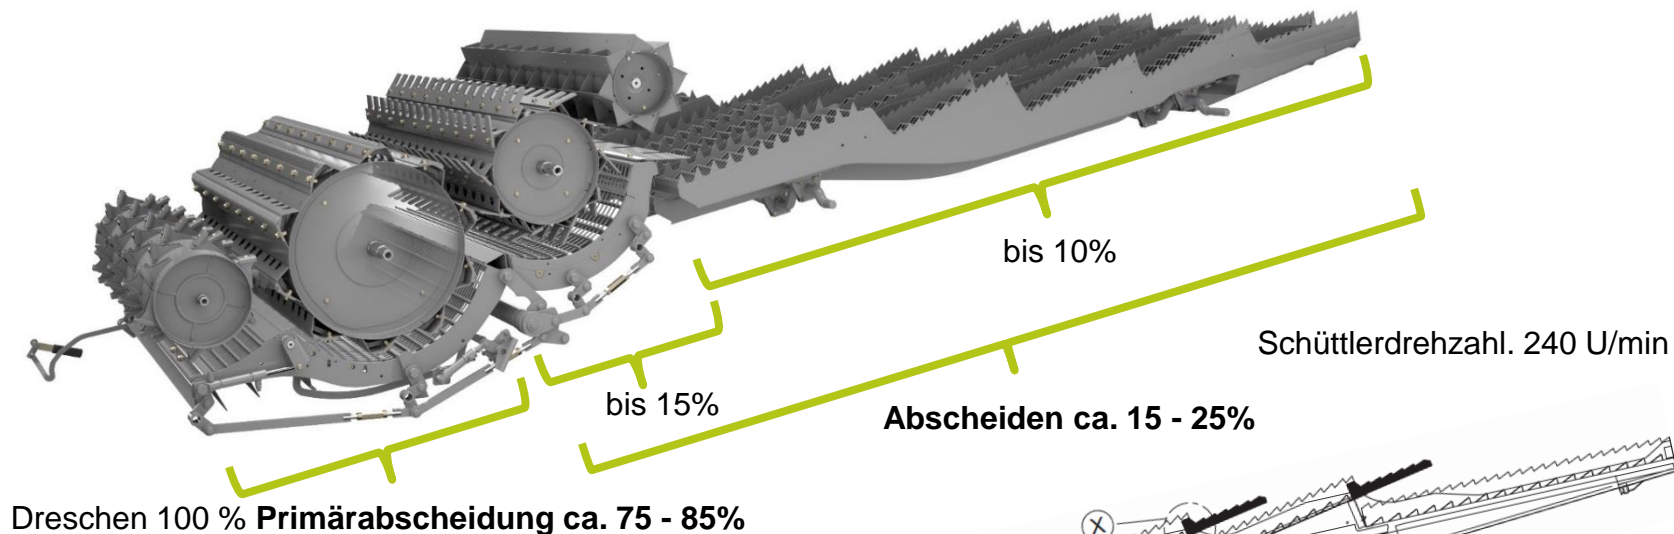 bis 10%
Schüttlerdrehzahl. 240 U/min
bis 15%
Abscheiden ca. 15 - 25%
Dreschen 100 % Primärabscheidung ca. 75 - 85%
X